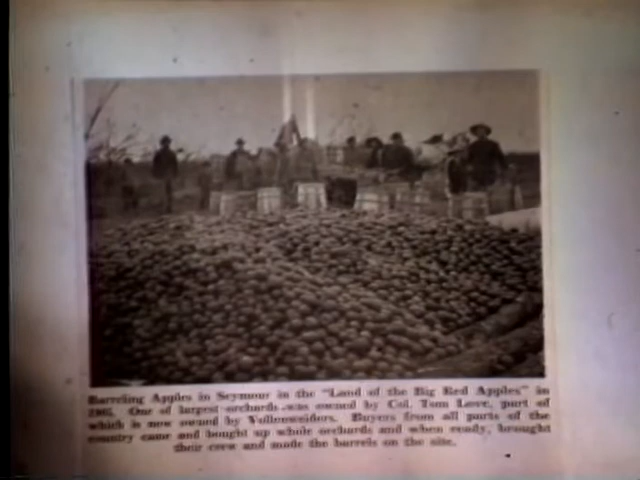 Barreling Apples in Seymour in the "Land of the Big Red Apples" in
One of largest orchards was owned by Col. Tom Love, part of
which is now owned by Vollenweiders. Buyers from all parts of the
country came and bought up whole orchards and when ready, brought
their crew and made the barrels on the site.